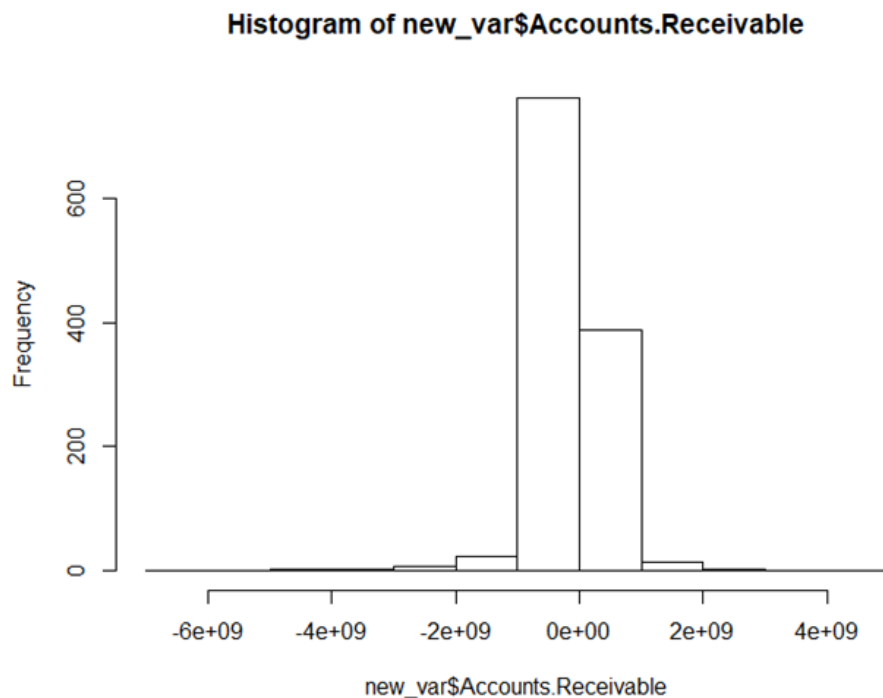 Histogram of new_var$Accounts.Receivable
600
400
200
0
Frequency
-6e+09 -4e+09 -2e+09 0e+00 2e+09 4e+09
new_var$Accounts.Receivable